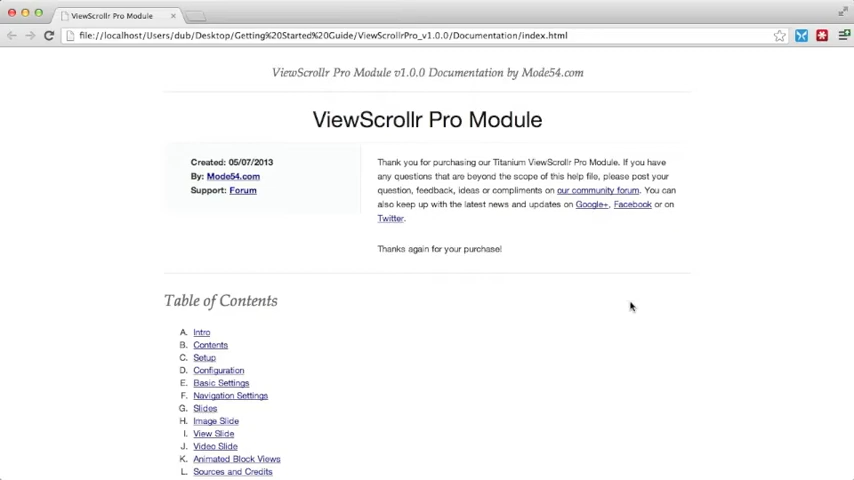 ViewScrollr Pro Module
file://localhost/Users/dub/Desktop/Getting%20Started%20Guide/ViewScrollrPro_v1.0.0/Documentation/index.html
ViewScrollr Pro Module v1.0.0 Documentation by Mode54.com
ViewScrollr Pro Module
Created: 05/07/2013
By: Mode54.com
Support: Forum
Thank you for purchasing our Titanium ViewScrollr Pro Module. If you have
any questions that are beyond the scope of this help file, please post your
question, feedback, ideas or compliments on our community forum. You can
also keep up with the latest news and updates on Google+, Facebook or on
Twitter.
Thanks again for your purchase!
Table of Contents
A. Intro
B. Contents
C. Setup
D. Configuration
E. Basic Settings
F. Navigation Settings
G. Slides
H. Image Slide
I. View Slide
J. Video Slide
K. Animated Block Views
L. Sources and Credits